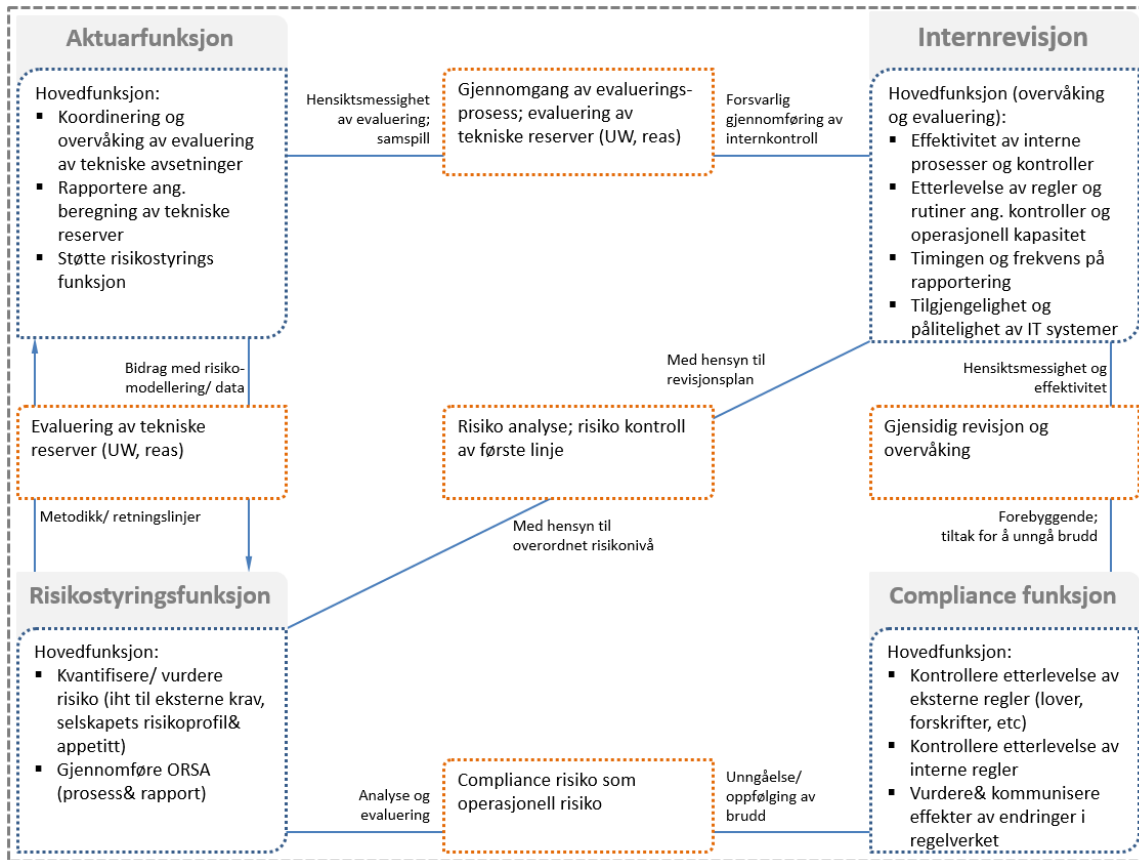 Aktuarfunksjon
Hovedfunksjon:
▪ Koordinering og
overvåking av evaluering
av tekniske avsetninger
▪ Rapportere ang.
beregning av tekniske
reserver
▪ Støtte risikostyrings
funksjon
Hensiktsmessighet
av evaluering;
samspill
Gjennomgang av evaluerings-
prosess; evaluering av
tekniske reserver (UW, reas)
Forsvarlig
gjennomføring av
internkontroll
Internrevisjon
Hovedfunksjon (overvåking
og evaluering):
▪ Effektivitet av interne
prosesser og kontroller
▪ Etterlevelse av regler og
rutiner ang. kontroller og
operasjonell kapasitet
▪ Timingen og frekvens på
rapportering
▪ Tilgjengelighet og
pålitelighet av IT systemer
Bidrag med risiko-
modellering/ data
Med hensyn til
revisjonsplan
Hensiktsmessighet og
effektivitet
Evaluering av tekniske
reserver (UW, reas)
Risiko analyse; risiko kontroll
av første linje
Gjensidig revisjon og
overvåking
Metodikk/ retningslinjer
Med hensyn til
overordnet risikonivå
Forebyggende;
tiltak for å unngå brudd
Risikostyringsfunksjon
Hovedfunksjon:
▪ Kvantifisere/ vurdere
risiko (iht til eksterne krav,
selskapets risikoprofil&
appetitt)
▪ Gjennomføre ORSA
(prosess& rapport)
Analyse og
evaluering
Compliance risiko som
operasjonell risiko
Unngåelse/
oppfølging av
brudd
Compliance funksjon
Hovedfunksjon:
▪ Kontrollere etterlevelse av
eksterne regler (lover,
forskrifter, etc)
▪ Kontrollere etterlevelse av
interne regler
▪ Vurdere& kommunisere
effekter av endringer i
regelverket